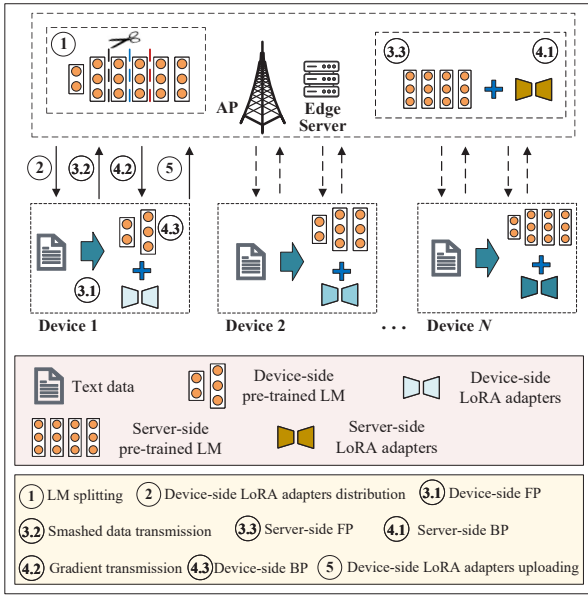 1
3.3
4.1
AP
Edge
Server
2
3.2
4.2
5
4.3
3.1
Device 1
Device 2
...
Device N
Text data
Device-side
pre-trained LM
Device-side
LoRA adapters
Server-side
pre-trained LM
Server-side
LoRA adapters
1 LM splitting 2 Device-side LoRA adapters distribution 3.1 Device-side FP
3.2 Smashed data transmission 3.3 Server-side FP 4.1 Server-side BP
4.2 Gradient transmission 4.3 Device-side BP 5 Device-side LoRA adapters uploading